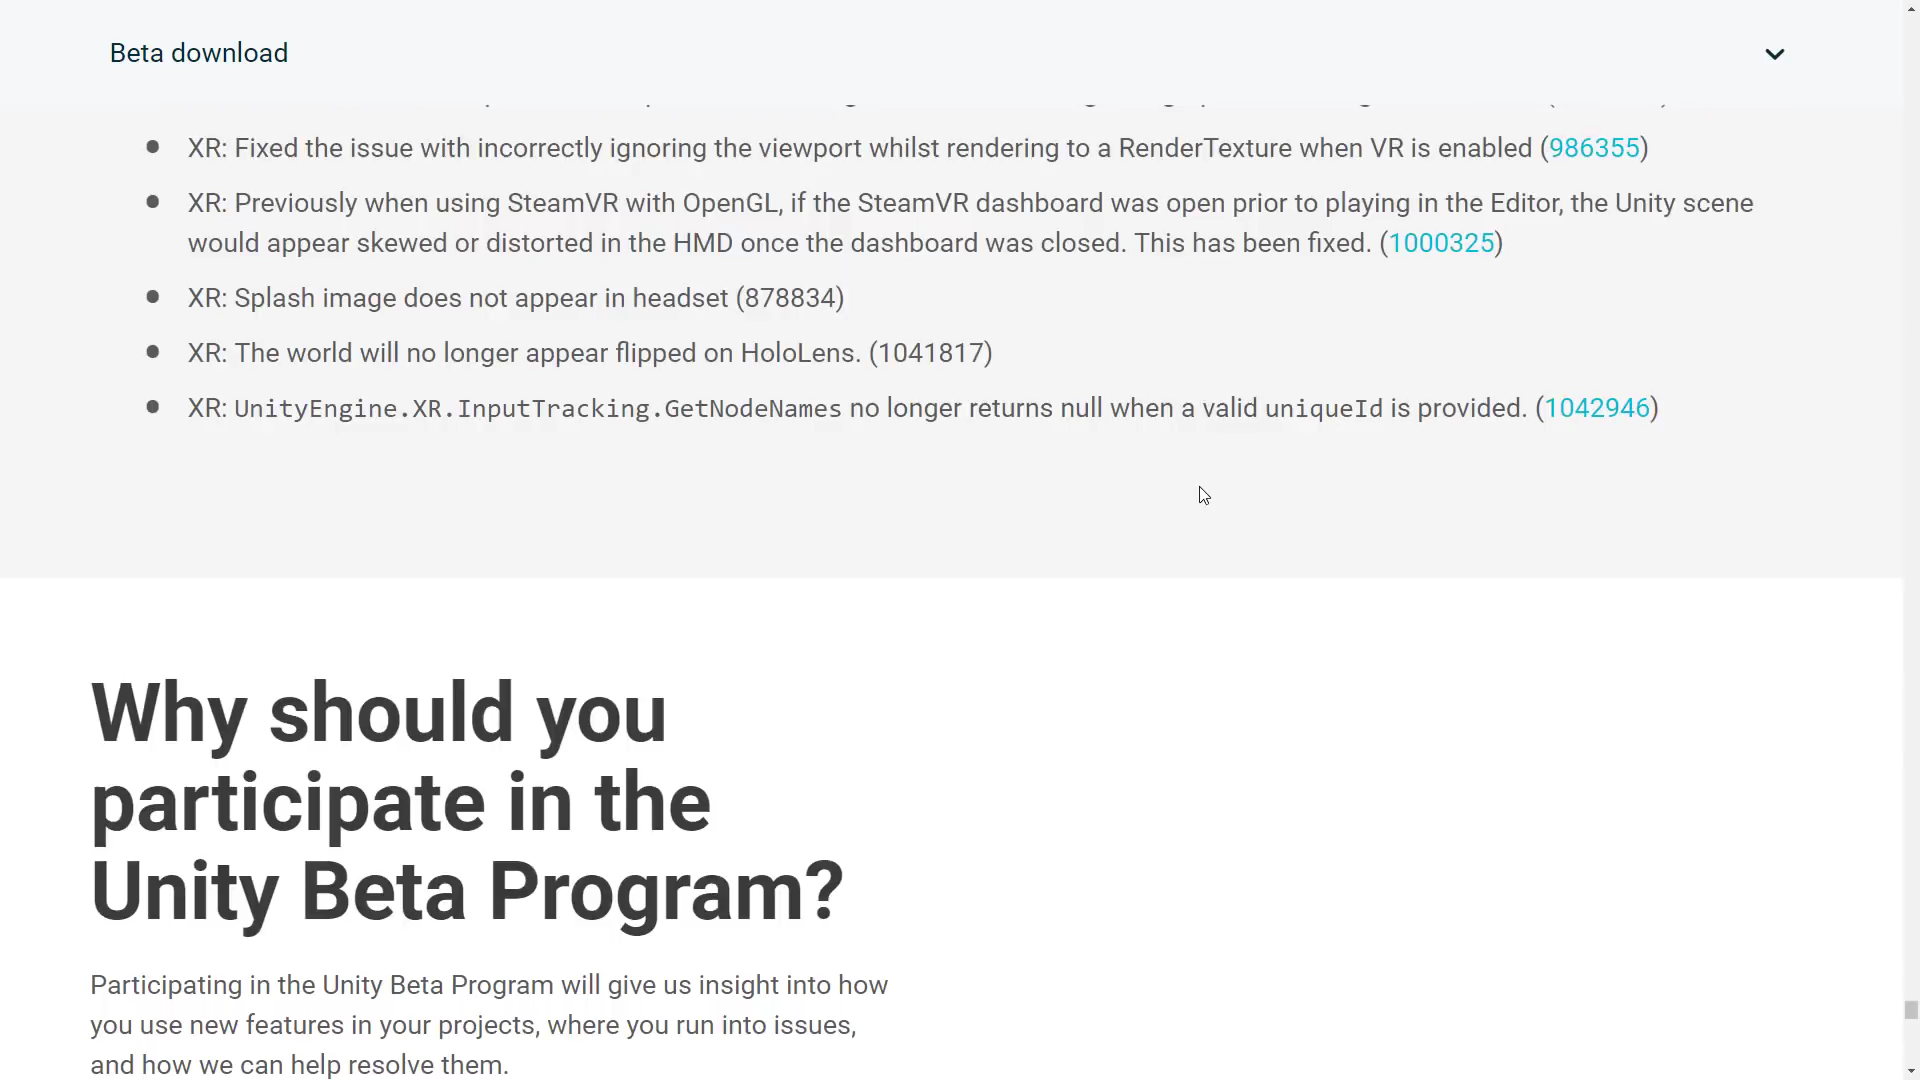 Beta download
XR: Fixed the issue with incorrectly ignoring the viewport whilst rendering to a RenderTexture when VR is enabled (986355)
XR: Previously when using SteamVR with OpenGL, if the SteamVR dashboard was open prior to playing in the Editor, the Unity scene
would appear skewed or distorted in the HMD once the dashboard was closed. This has been fixed. (1000325)
XR: Splash image does not appear in headset (878834)
XR: The world will no longer appear flipped on HoloLens. (1041817)
XR: UnityEngine.XR.InputTracking.GetNodeNames no longer returns null when a valid uniqueId is provided. (1042946)
Why should you
participate in the
Unity Beta Program?
Participating in the Unity Beta Program will give us insight into how
you use new features in your projects, where you run into issues,
and how we can help resolve them.